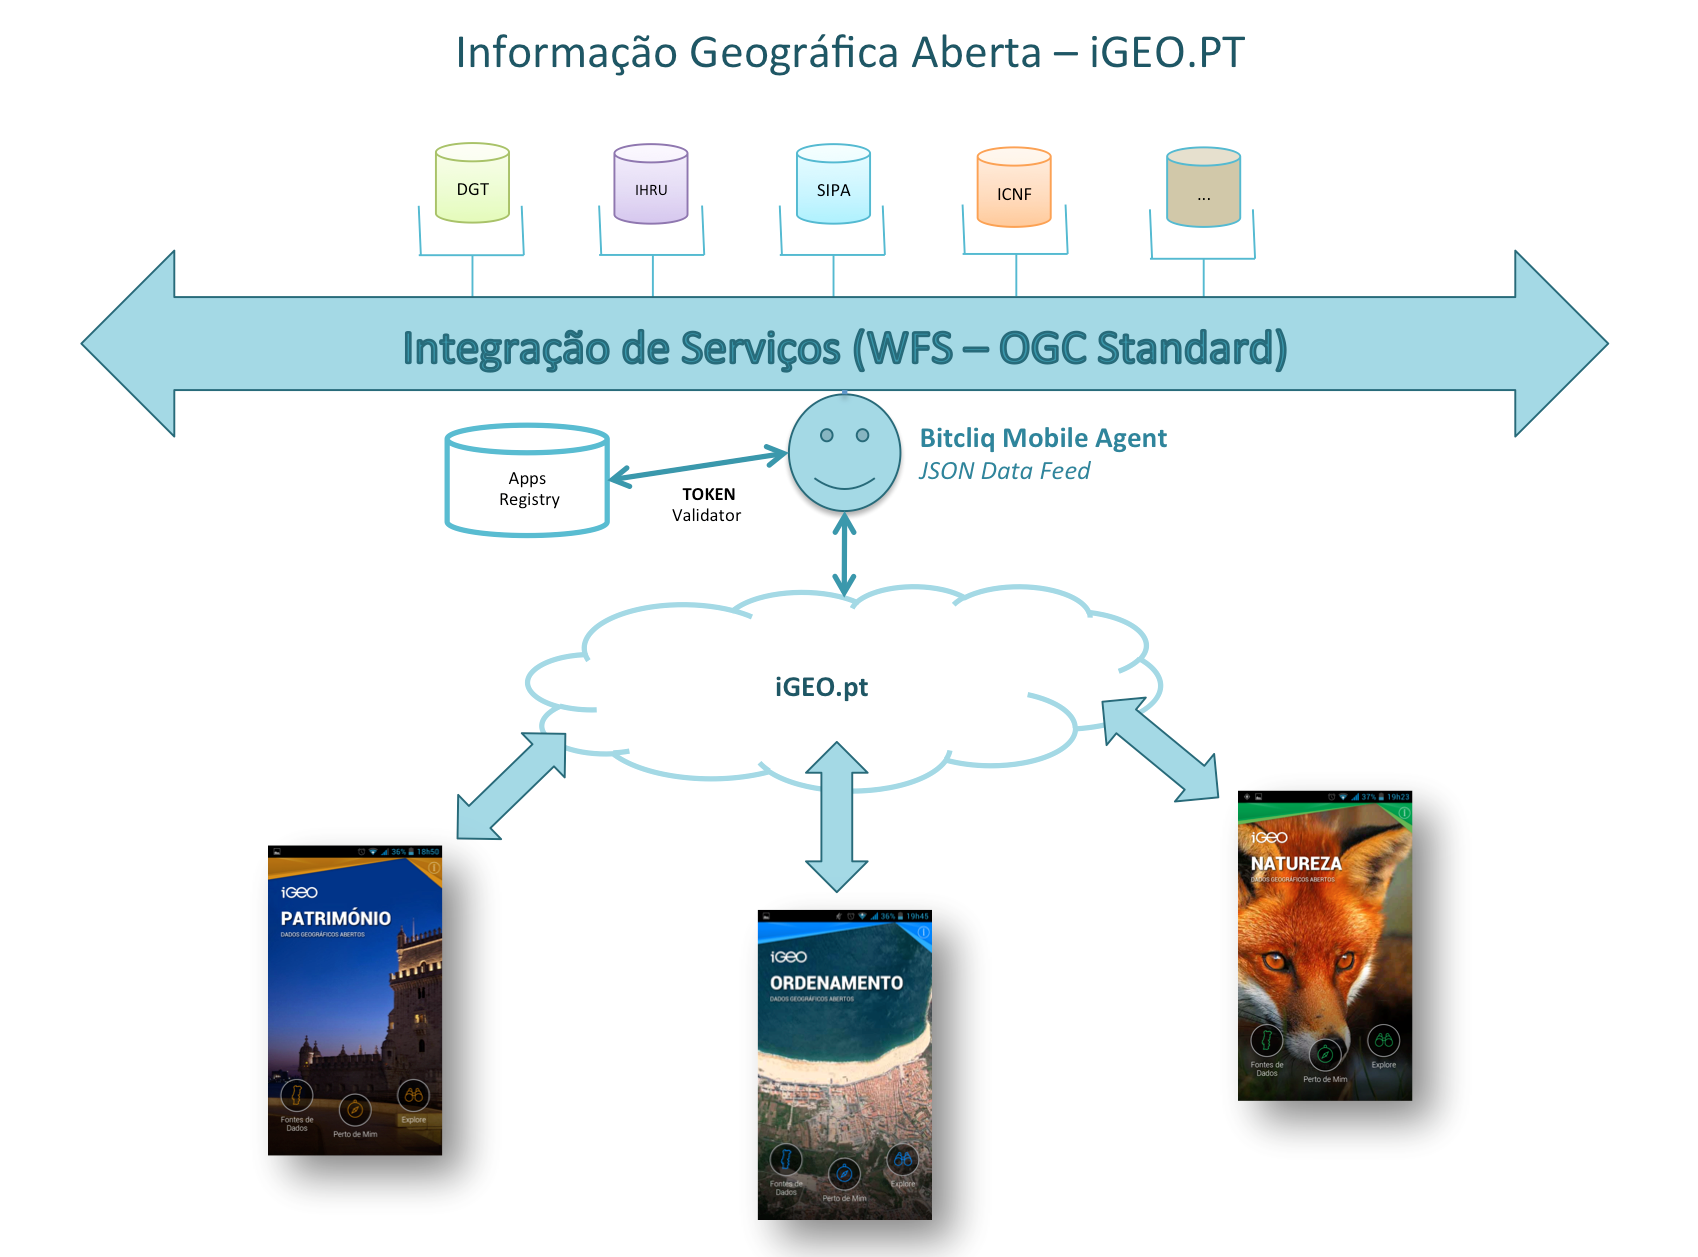 Informação Geográfica Aberta – iGEO.PT
DGT
IHRU
SIPA
ICNF
...
Integração de Serviços (WFS – OGC Standard)
Bitcliq Mobile Agent
JSON Data Feed
Apps
Registry
TOKEN
Validator
iGEO.pt
36% 18h50
iGEO
PATRIMÓNIO
DADOS GEOGRÁFICOS ABERTOS
Fontes de
Dados
Perto de Mim
Explore
36% 19h45
iGEO
ORDENAMENTO
DADOS GEOGRÁFICOS ABERTOS
Fontes de
Dados
Perto de Mim
Explore
37% 19h23
iGEO
NATUREZA
DADOS GEOGRÁFICOS ABERTOS
Fontes de
Dados
Perto de Mim
Explore